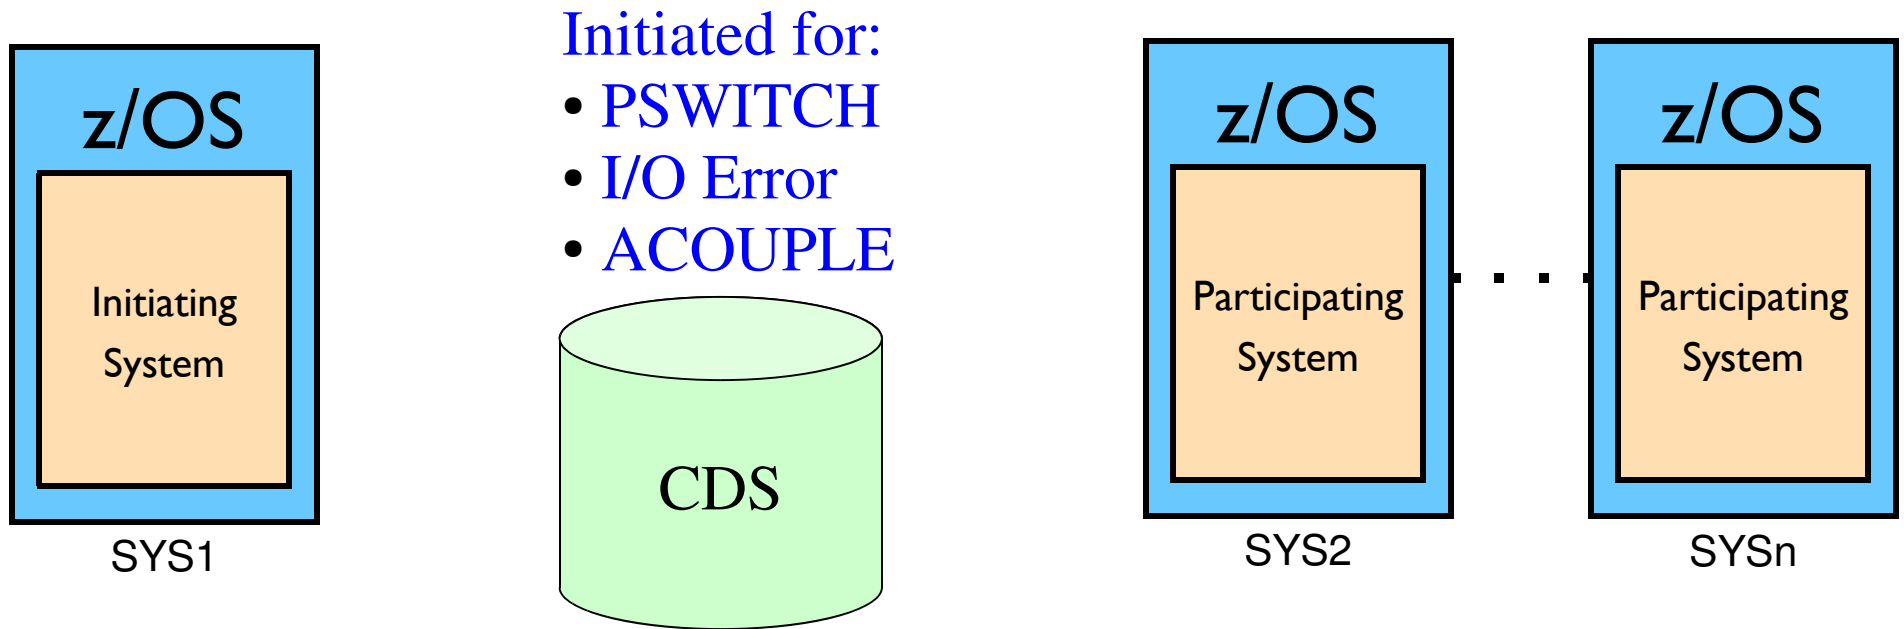 z/OS
Initiating
System
SYS1
Initiated for:
• PSWITCH
• I/O Error
• ACOUPLE
CDS
z/OS
Participating
System
SYS2
z/OS
Participating
System
SYSn